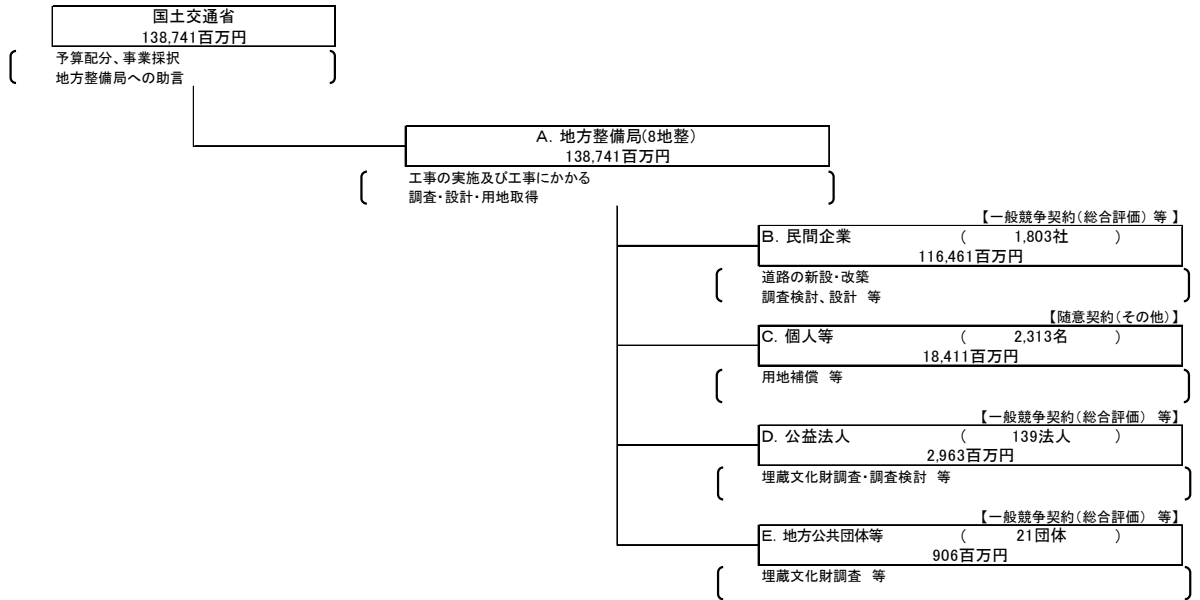 国土交通省
138,741百万円
予算配分、事業採択
地方整備局への助言
A．地方整備局(8地整）
138,741百万円
工事の実施及び工事にかかる
調査・設計・用地取得
【一般競争契約（総合評価）等 】
B．民間企業 （ 1,803社 ）
116,461百万円
道路の新設・改築
調査検討、設計 等
【随意契約（その他）】
C．個人等 （ 2,313名 ）
18,411百万円
用地補償 等
【一般競争契約（総合評価） 等】
D．公益法人 （ 139法人 ）
2,963百万円
埋蔵文化財調査・調査検討 等
【一般競争契約（総合評価） 等】
E．地方公共団体等 （ 21団体 ）
906百万円
埋蔵文化財調査 等